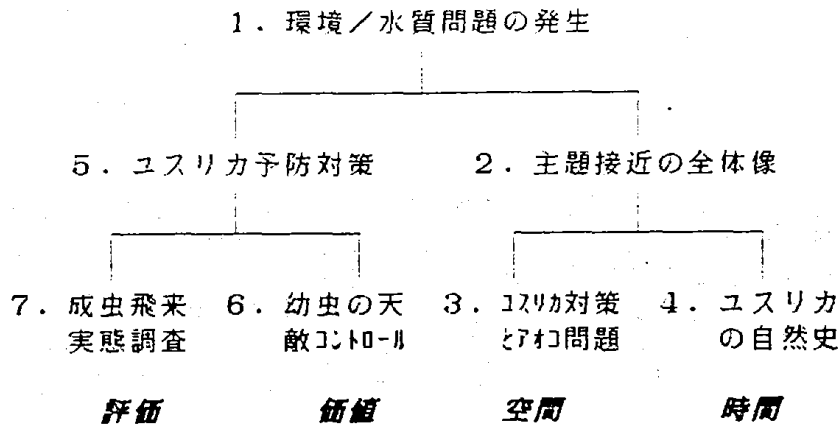 1．環境／水質問題の発生
5．ユスリカ予防対策　2．主題接近の全体像
7．成虫飛来　6．幼虫の天　3．ﾕｽﾘｶ対策　4．ユスリカ
実態調査　敵ｺﾝﾄﾛｰﾙ　とｱｵｺ問題　の自然史
評価　価値　空間　時間